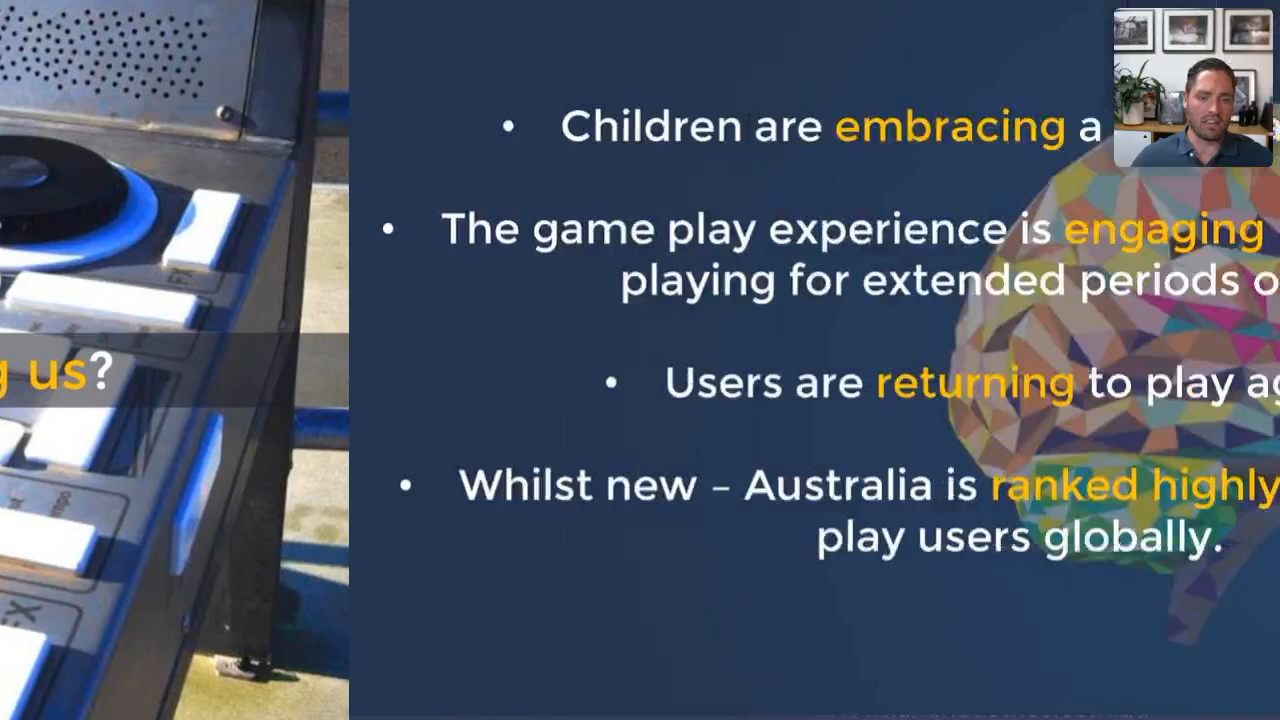 g us?
• Children are embracing a
• The game play experience is engaging
playing for extended periods o
• Users are returning to play ag
• Whilst new – Australia is ranked highly
play users globally.
FX